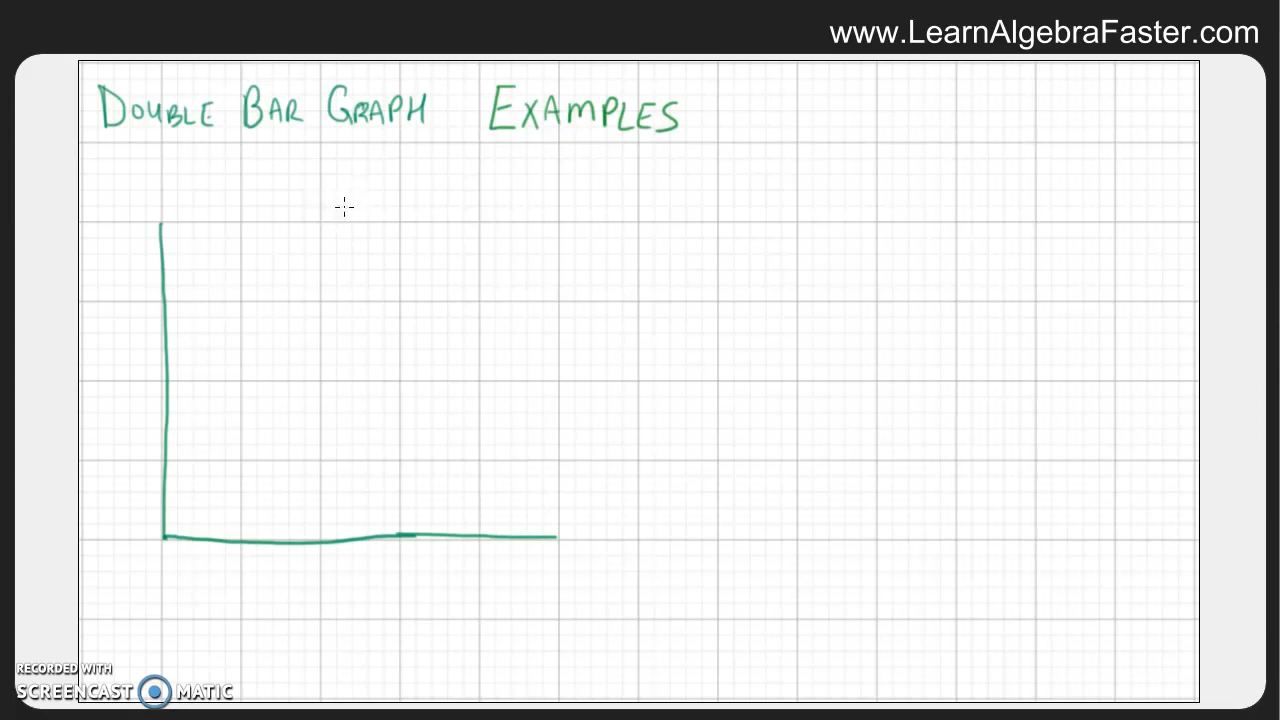 www.LearnAlgebraFaster.com
DOUBLE BAR GRAPH EXAMPLES
RECORDED WITH
SCREENCAST MATIC